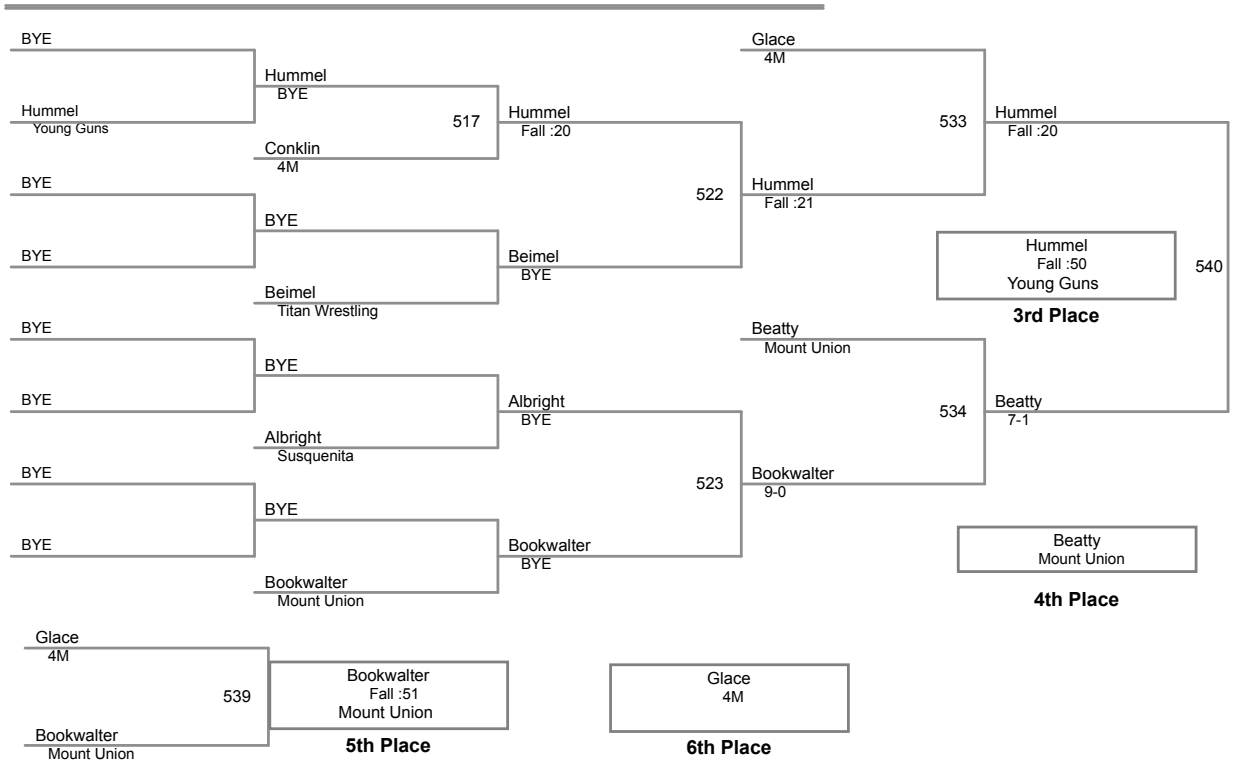 BYE
Hummel
Young Guns
BYE
BYE
BYE
BYE
BYE
BYE
Hummel
BYE
Conklin
4M
BYE
Beimel
Titan Wrestling
BYE
Albright
Susquenita
BYE
Bookwalter
Mount Union
517
Hummel
Fall :20
Beimel
BYE
Albright
BYE
Bookwalter
BYE
522
523
Glace
4M
Hummel
Fall :21
Beatty
Mount Union
Bookwalter
9-0
533
534
Hummel
Fall :20
Beatty
7-1
540
Hummel
Fall :50
Young Guns
3rd Place
Beatty
Mount Union
4th Place
Glace
4M
539
Bookwalter
Mount Union
Bookwalter
Fall :51
Mount Union
5th Place
Glace
4M
6th Place